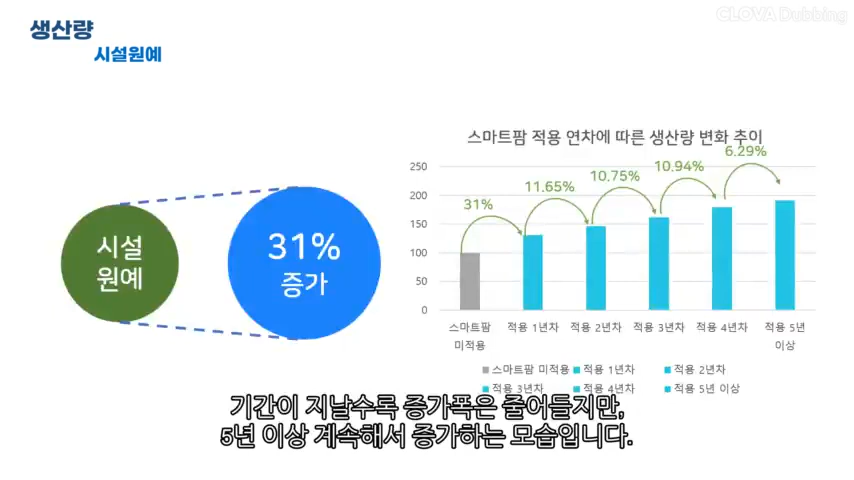 CLOVA Dubbing
생산량
시설원예
시설
원예
31%
증가
스마트팜 적용 연차에 따른 생산량 변화 추이
250
200
150
100
50
0
31%
11.65%
10.75%
10.94%
6.29%
스마트팜
미적용
적용 1년차
적용 2년차
적용 3년차
적용 4년차
적용 5년
이상
스마트팜 미적용 적용 1년차 적용 2년차
적용 3년차 적용 4년차 적용 5년 이상
기간이 지날수록 증가폭은 줄어들지만,
5년 이상 계속해서 증가하는 모습입니다.